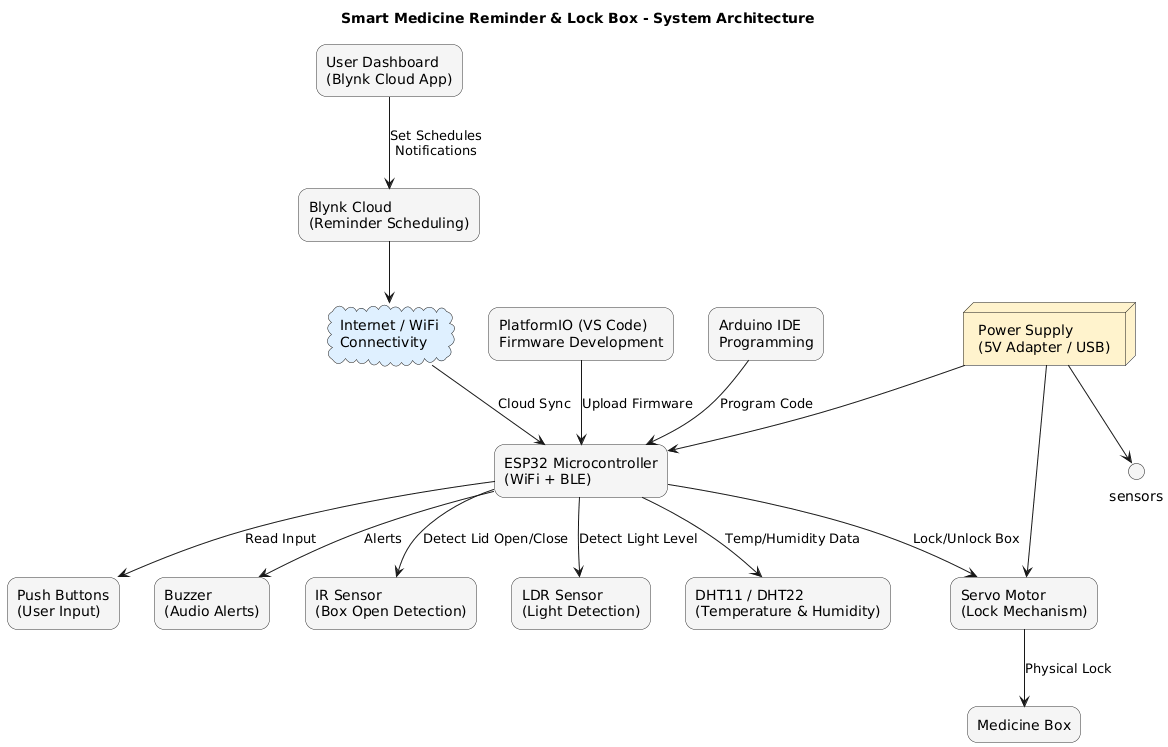 Smart Medicine Reminder & Lock Box - System Architecture
User Dashboard
(Blynk Cloud App)
Set Schedules
Notifications
Blynk Cloud
(Reminder Scheduling)
Internet / WiFi
Connectivity
PlatformIO (VS Code)
Firmware Development
Arduino IDE
Programming
Power Supply
(5V Adapter / USB)
Cloud Sync
Upload Firmware
Program Code
ESP32 Microcontroller
(WiFi + BLE)
sensors
Read Input
Alerts
Detect Lid Open/Close
Detect Light Level
Temp/Humidity Data
Lock/Unlock Box
Push Buttons
(User Input)
Buzzer
(Audio Alerts)
IR Sensor
(Box Open Detection)
LDR Sensor
(Light Detection)
DHT11 / DHT22
(Temperature & Humidity)
Servo Motor
(Lock Mechanism)
Physical Lock
Medicine Box